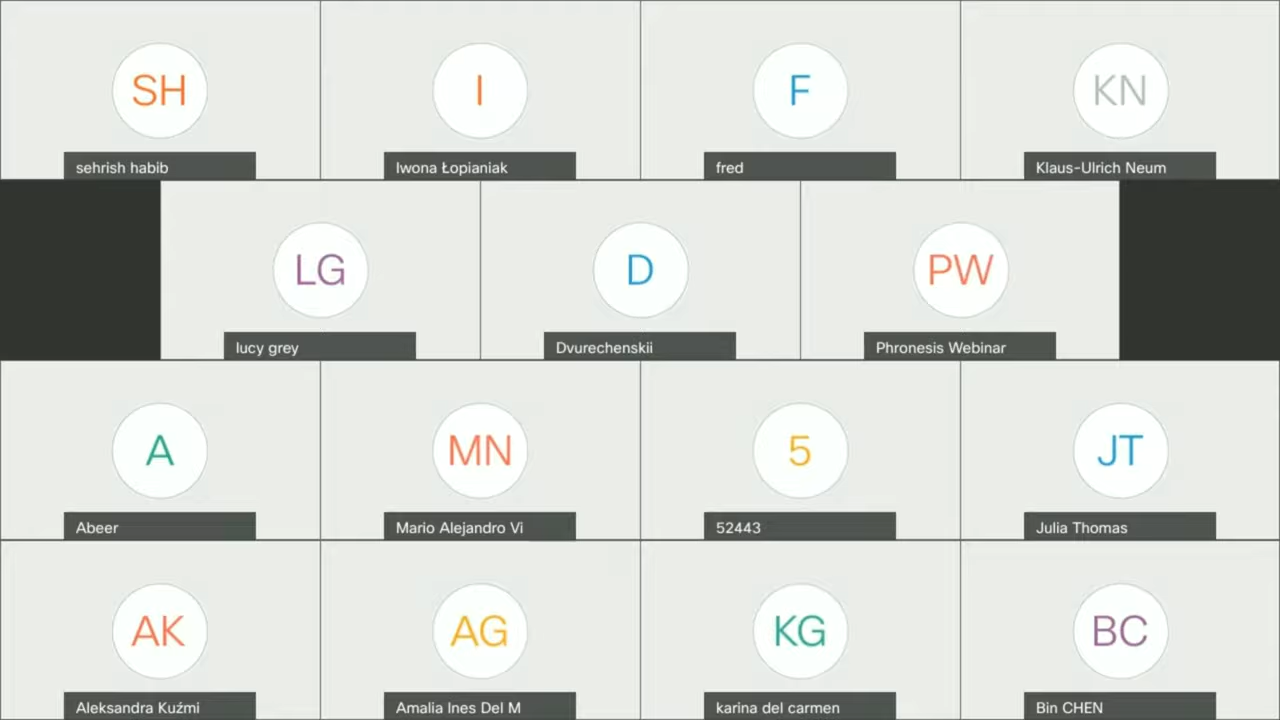 SH
sehrish habib
I
Iwona Łopianiak
F
fred
KN
Klaus-Ulrich Neum
LG
lucy grey
D
Dvurechenskii
PW
Phronesis Webinar
A
Abeer
MN
Mario Alejandro Vi
5
52443
JT
Julia Thomas
AK
Aleksandra Kuźmi
AG
Amalia Ines Del M
KG
karina del carmen
BC
Bin CHEN